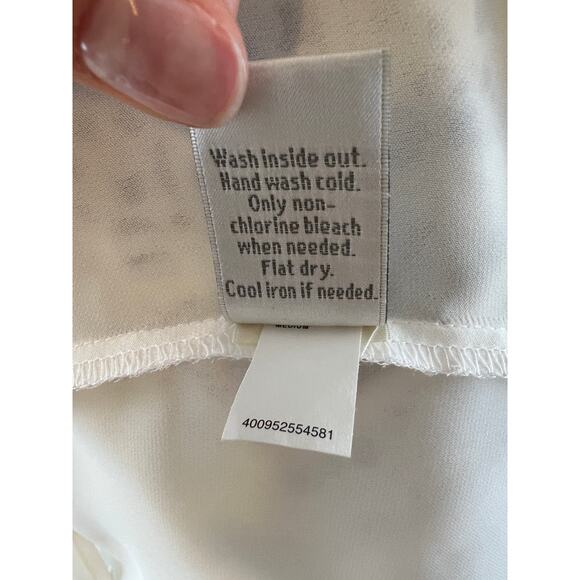 Wash inside out.
Hand wash cold.
Only non-
chlorine bleach
when needed.
Flat dry.
Cool iron if needed.
MEDIUM
400952554581